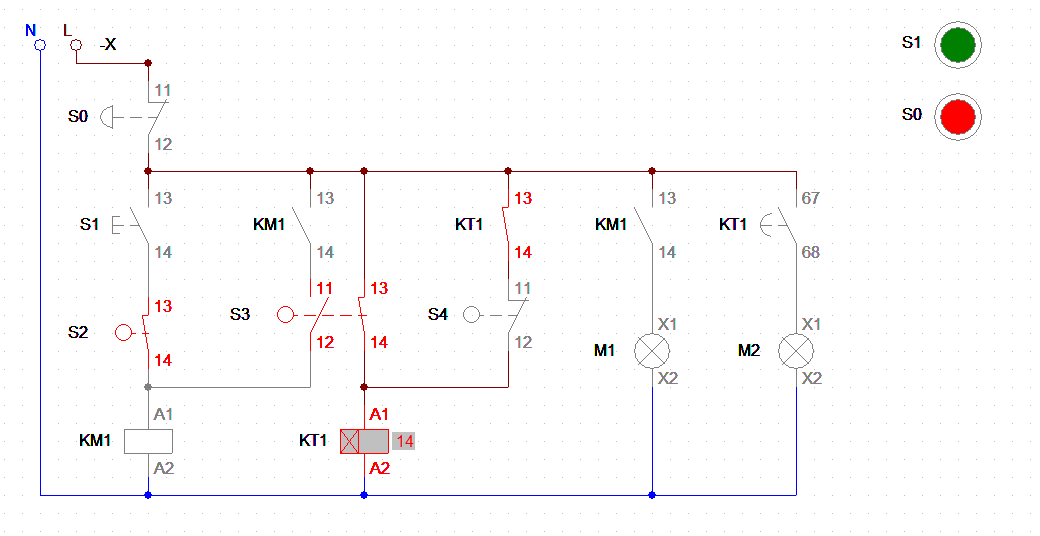 N L -X
S1
S0
11
S0
12
13 13 13 13 67
S1 KM1 KT1 KM1 KT1
14 14 14 14 68
11 13 11
13
S3 S4
S2
12 14 12
14
X1 X1
M1 M2
X2 X2
A1 A1
KM1 KT1 14
A2 A2